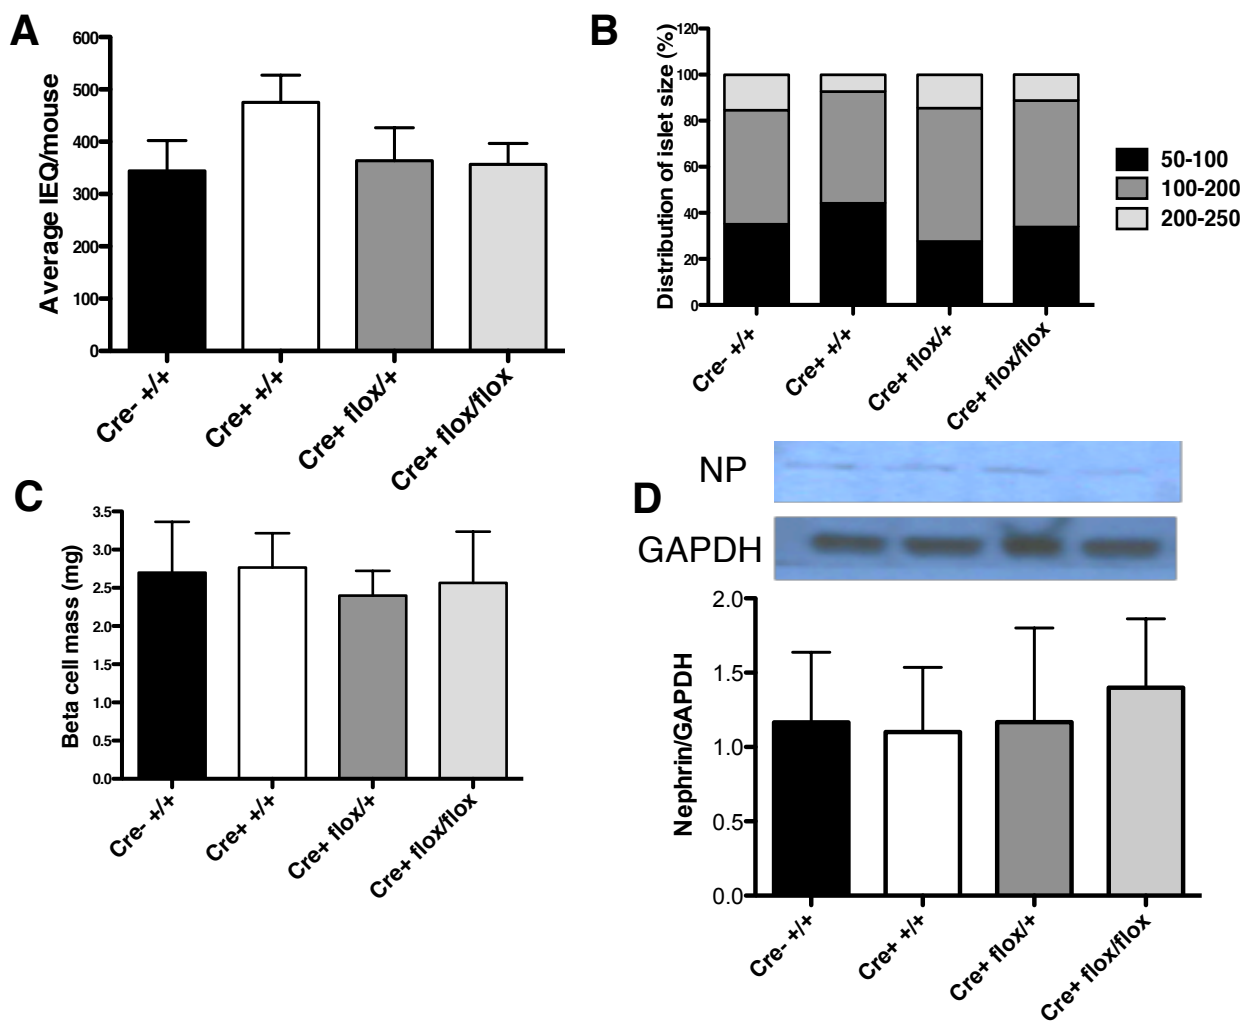 A
Average IEQ/mouse
600
500
400
300
200
100
0
Cre- +/+
Cre+ +/+
Cre+ flox/+
Cre+ flox/flox
B
Distribution of islet size (%)
120
100
80
60
40
20
0
Cre- +/+
Cre+ +/+
Cre+ flox/+
Cre+ flox/flox
50-100
100-200
200-250
C
Beta cell mass (mg)
3.5
3.0
2.5
2.0
1.5
1.0
0.5
0.0
Cre- +/+
Cre+ +/+
Cre+ flox/+
Cre+ flox/flox
D
NP
GAPDH
Nephrin/GAPDH
2.0
1.5
1.0
0.5
0.0
Cre- +/+
Cre+ +/+
Cre+ flox/+
Cre+ flox/flox